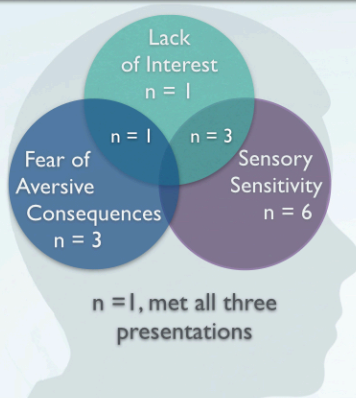 Lack
of Interest
n = 1
n = 1
n = 3
Fear of
Aversive
Consequences
n = 3
Sensory
Sensitivity
n = 6
n =1, met all three
presentations